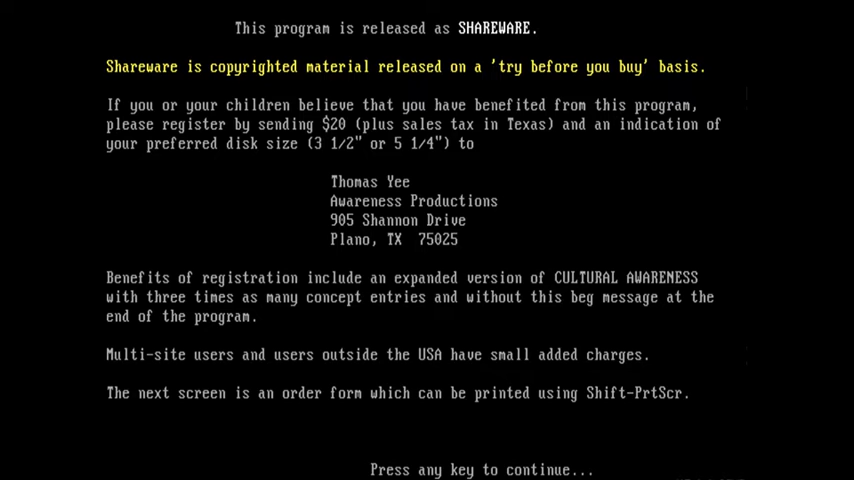 This program is released as SHAREWARE.
Shareware is copyrighted material released on a 'try before you buy' basis.
If you or your children believe that you have benefited from this program,
please register by sending $20 (plus sales tax in Texas) and an indication of
your preferred disk size (3 1/2" or 5 1/4") to
Thomas Yee
Awareness Productions
905 Shannon Drive
Plano, TX  75025
Benefits of registration include an expanded version of CULTURAL AWARENESS
with three times as many concept entries and without this beg message at the
end of the program.
Multi-site users and users outside the USA have small added charges.
The next screen is an order form which can be printed using Shift-PrtScr.
Press any key to continue...